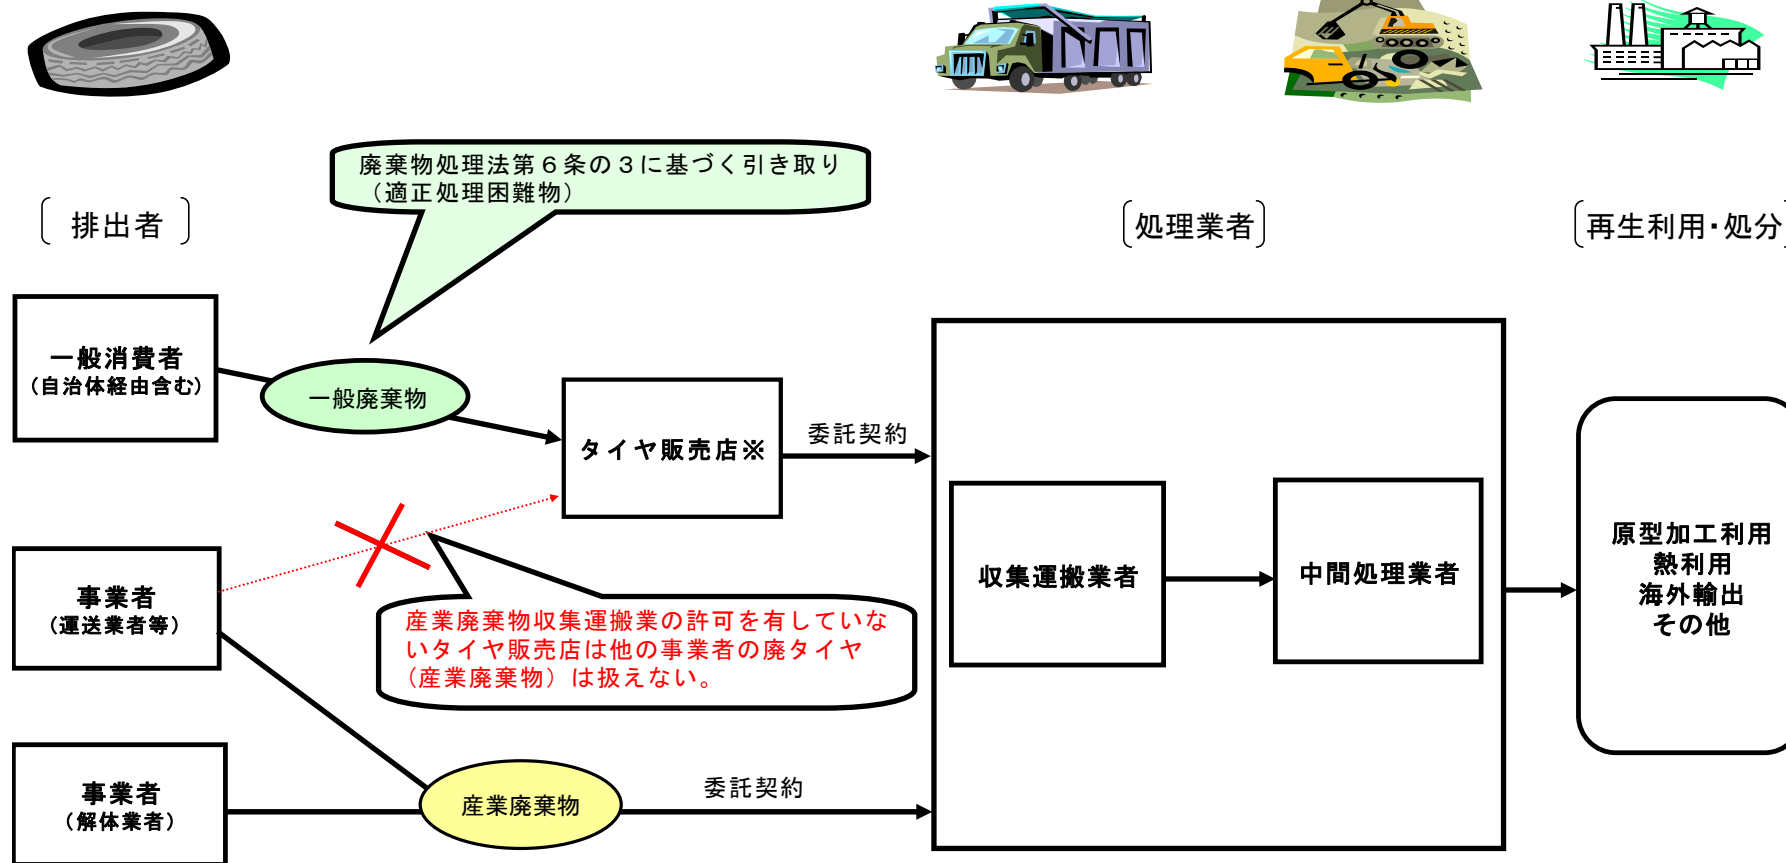 廃棄物処理法第６条の３に基づく引き取り
（適正処理困難物）
排出者
処理業者
再生利用・処分
一般消費者
（自治体経由含む）
一般廃棄物
タイヤ販売店※
委託契約
事業者
（運送業者等）
産業廃棄物収集運搬業の許可を有していな
いタイヤ販売店は他の事業者の廃タイヤ
（産業廃棄物）は扱えない。
収集運搬業者
中間処理業者
原型加工利用
熱利用
海外輸出
その他
事業者
（解体業者）
産業廃棄物
委託契約